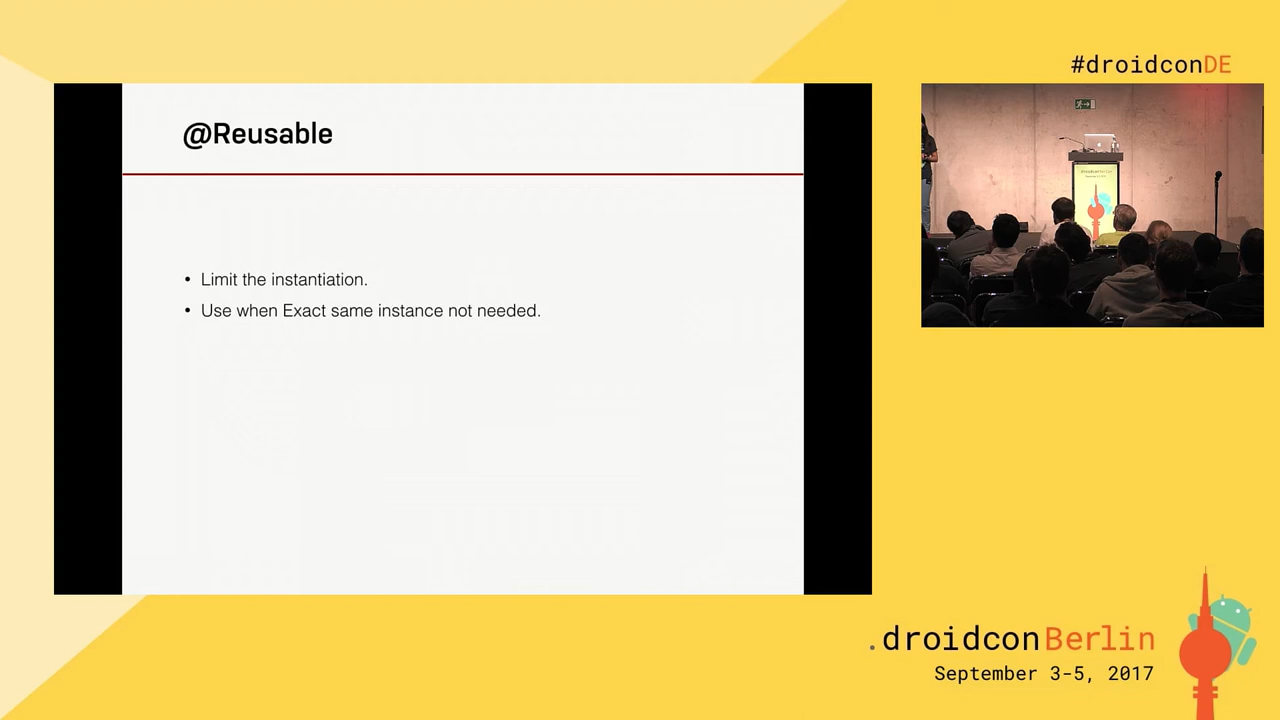 #droidconDE
@Reusable
• Limit the instantiation.
• Use when Exact same instance not needed.
.droidconBerlin
September 3-5, 2017